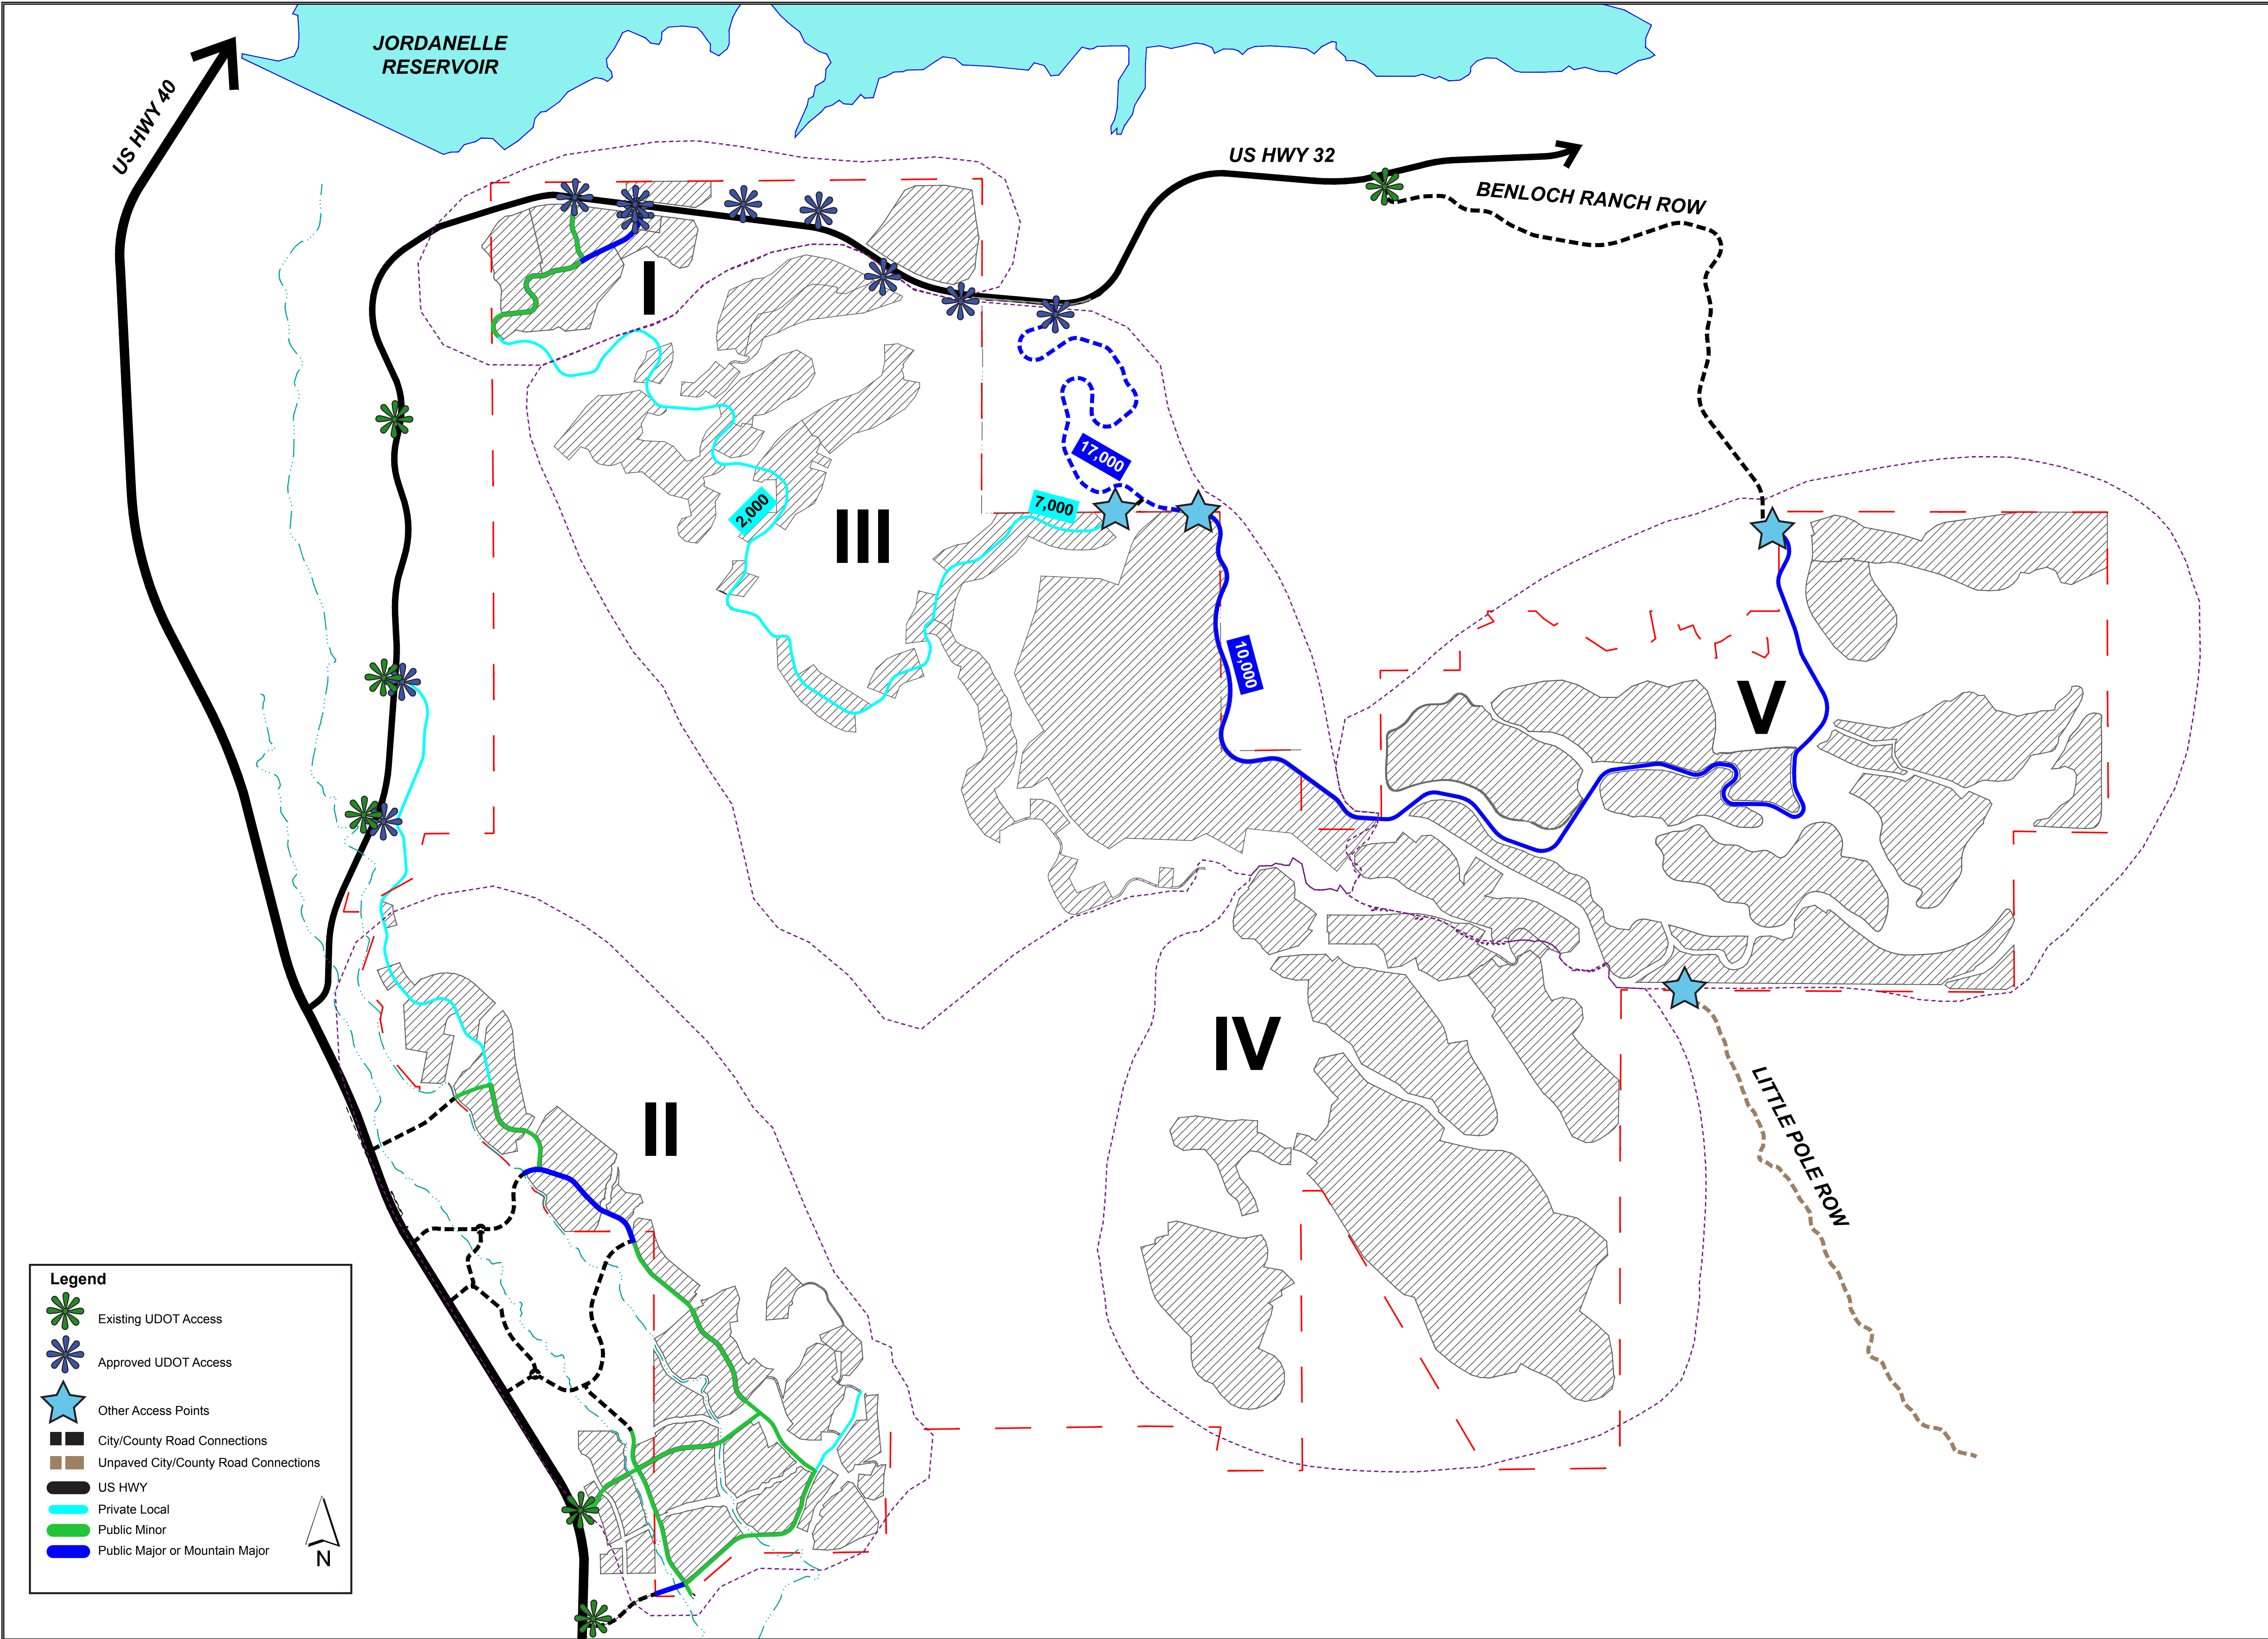 JORDANELLE
RESERVOIR
US HWY 40
US HWY 32
BENLOCH RANCH ROW
I
17,000
2,000
7,000
III
10,000
V
IV
II
LITTLE POLE ROW
Legend
Existing UDOT Access
Approved UDOT Access
Other Access Points
City/County Road Connections
Unpaved City/County Road Connections
US HWY
Private Local
Public Minor
Public Major or Mountain Major
N